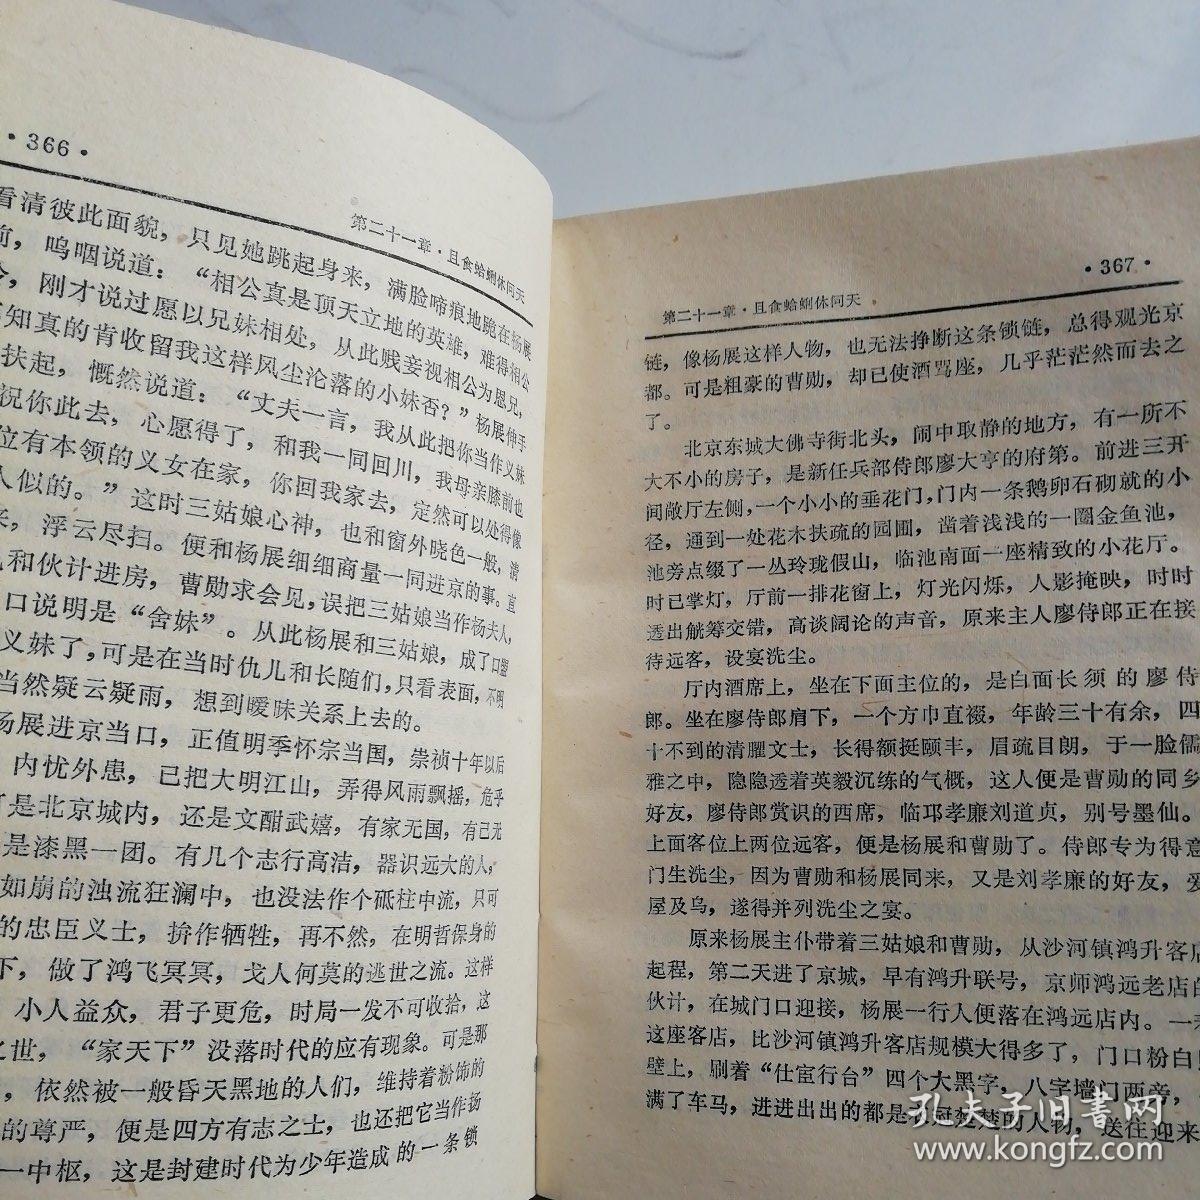 ·366·
第二十一章·且食蛤蜊休问天
看清彼此面貌，只见她跳起身来，满脸啼痕地跪在杨展
前，呜咽说道：“相公真是顶天立地的英雄，难得相公
，刚才说过愿以兄妹相处，从此贱妾视相公为恩兄，
知真的肯收留我这样风尘沦落的小妹否？”杨展伸手
扶起，慨然说道：“丈夫一言，我从此把你当作义妹
祝你此去，心愿得了，和我一同回川，我母亲膝前也
位有本领的义女在家，你回我家去，定然可以处得像
人似的。”这时三姑娘心神，也和窗外晓色一般，清
来，浮云尽扫。便和杨展细细商量一同进京的事。直
和伙计进房，曹勋求会见，误把三姑娘当作杨夫人，
口说明是“舍妹”。从此杨展和三姑娘，成了口盟
义妹了，可是在当时仇儿和长随们，只看表面，不明
当然疑云疑雨，想到暧昧关系上去的。
杨展进京当口，正值明季怀宗当国，崇祯十年以后
内忧外患，已把大明江山，弄得风雨飘摇，危乎
可是北京城内，还是文酣武嬉，有家无国，有己无
是漆黑一团。有几个志行高洁，器识远大的人，
如崩的浊流狂澜中，也没法作个砥柱中流，只可
的忠臣义士，拚作牺牲，再不然，在明哲保身的
下，做了鸿飞冥冥，戈人何莫的逃世之流。这样
小人益众，君子更危，时局一发不可收拾，这
之世，“家天下”没落时代的应有现象。可是那
，依然被一般昏天黑地的人们，维持着粉饰的
的尊严，便是四方有志之士，也还把它当作扬
一中枢，这是封建时代为少年造成的一条锁
·367·
第二十一章·且食蛤蜊休问天
链，像杨展这样人物，也无法挣断这条锁链，总得观光京
都。可是粗豪的曹勋，却已使酒骂座，几乎茫茫然而去之
了。
北京东城大佛寺街北头，闹中取静的地方，有一所不
大不小的房子，是新任兵部侍郎廖大亨的府第。前进三开
间敞厅左侧，一个小小的垂花门，门内一条鹅卵石砌就的小
径，通到一处花木扶疏的园圃，凿着浅浅的一圈金鱼池，
池旁点缀了一丛玲珑假山，临池南面一座精致的小花厅。
时已掌灯，厅前一排花窗上，灯光闪烁，人影掩映，时时
透出觥筹交错，高谈阔论的声音，原来主人廖侍郎正在接
待远客，设宴洗尘。
厅内酒席上，坐在下面主位的，是白面长须的廖侍
郎。坐在廖侍郎肩下，一个方巾直裰，年龄三十有余，四
十不到的清臞文士，长得额挺颐丰，眉疏目朗，于一脸儒
雅之中，隐隐透着英毅沉练的气概，这人便是曹勋的同乡
好友，廖侍郎赏识的西席，临邛孝廉刘道贞，别号墨仙。
上面客位上两位远客，便是杨展和曹勋了。侍郎专为得意
门生洗尘，因为曹勋和杨展同来，又是刘孝廉的好友，爱
屋及乌，遂得并列洗尘之宴。
原来杨展主仆带着三姑娘和曹勋，从沙河镇鸿升客店
起程，第二天进了京城，早有鸿升联号，京师鸿远老店的
伙计，在城门口迎接，杨展一行人便落在鸿远店内。一
这座客店，比沙河镇鸿升客店规模大得多了，门口粉白
壁上，刷着“仕宦行台”四个大黑字，八字墙门两旁，
满了车马，进进出出的都是衣冠楚楚的人物，送往迎来
孔夫子旧书网
www.kongfz.com